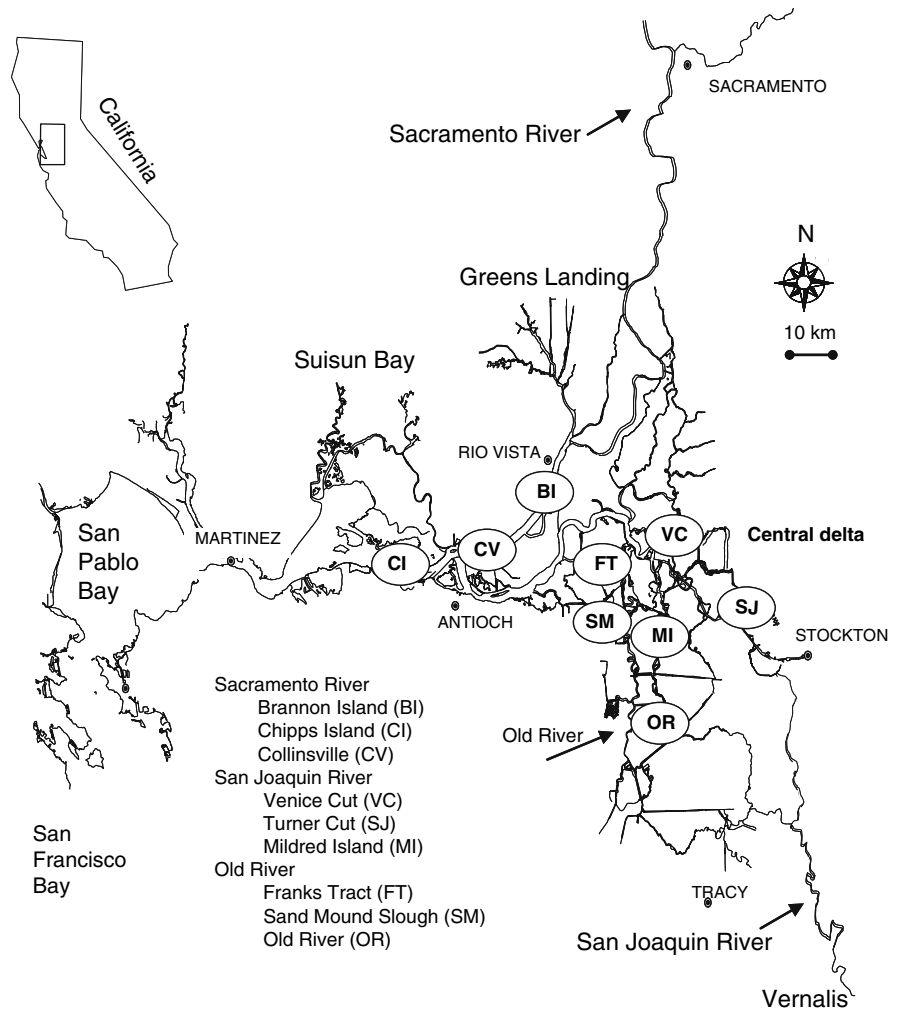 California
SACRAMENTO
Sacramento River
N
10 km
Greens Landing
Suisun Bay
RIO VISTA
BI
San
Pablo
Bay
MARTINEZ
CI
CV
FT
VC
Central delta
SM
MI
SJ
ANTIOCH
STOCKTON
OR
Old River
Sacramento River
Brannon Island (BI)
Chipps Island (CI)
Collinsville (CV)
San Joaquin River
Venice Cut (VC)
Turner Cut (SJ)
Mildred Island (MI)
Old River
Franks Tract (FT)
Sand Mound Slough (SM)
Old River (OR)
San
Francisco
Bay
TRACY
San Joaquin River
Vernalis